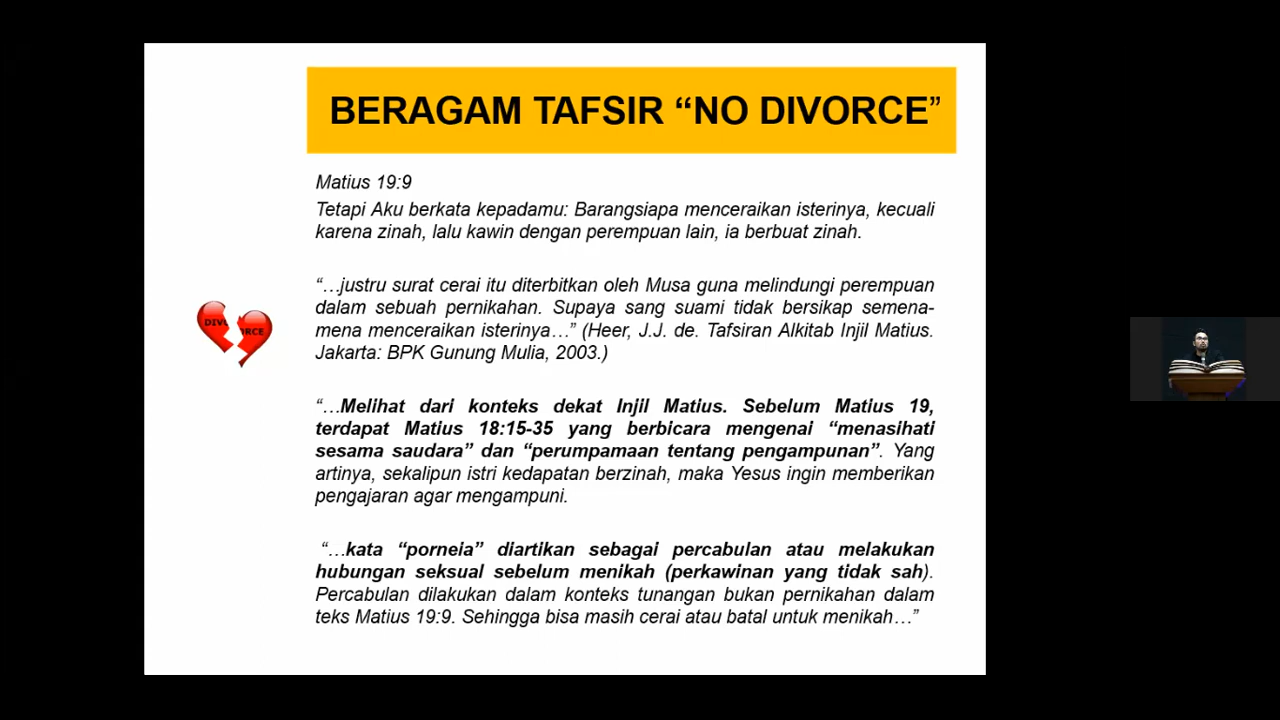 BERAGAM TAFSIR “NO DIVORCE”
Matius 19:9
Tetapi Aku berkata kepadamu: Barangsiapa menceraikan isterinya, kecuali
karena zinah, lalu kawin dengan perempuan lain, ia berbuat zinah.
“…justru surat cerai itu diterbitkan oleh Musa guna melindungi perempuan
dalam sebuah pernikahan. Supaya sang suami tidak bersikap semena-
mena menceraikan isterinya…” (Heer, J.J. de. Tafsiran Alkitab Injil Matius.
Jakarta: BPK Gunung Mulia, 2003.)
DIVORCE
“…Melihat dari konteks dekat Injil Matius. Sebelum Matius 19,
terdapat Matius 18:15-35 yang berbicara mengenai “menasihati
sesama saudara” dan “perumpamaan tentang pengampunan”. Yang
artinya, sekalipun istri kedapatan berzinah, maka Yesus ingin memberikan
pengajaran agar mengampuni.
“…kata “porneia” diartikan sebagai percabulan atau melakukan
hubungan seksual sebelum menikah (perkawinan yang tidak sah).
Percabulan dilakukan dalam konteks tunangan bukan pernikahan dalam
teks Matius 19:9. Sehingga bisa masih cerai atau batal untuk menikah…”